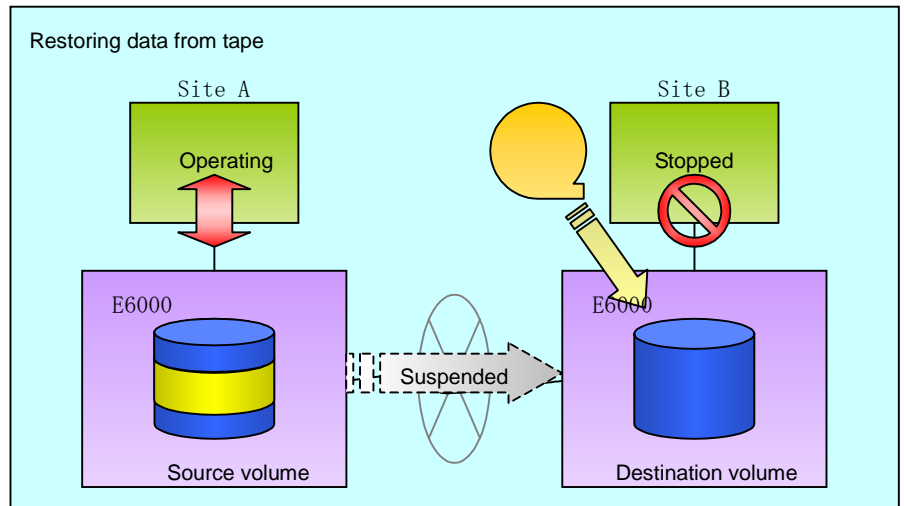 Restoring data from tape
Site A
Site B
Operating
Stopped
E6000
E6000
Suspended
Source volume
Destination volume